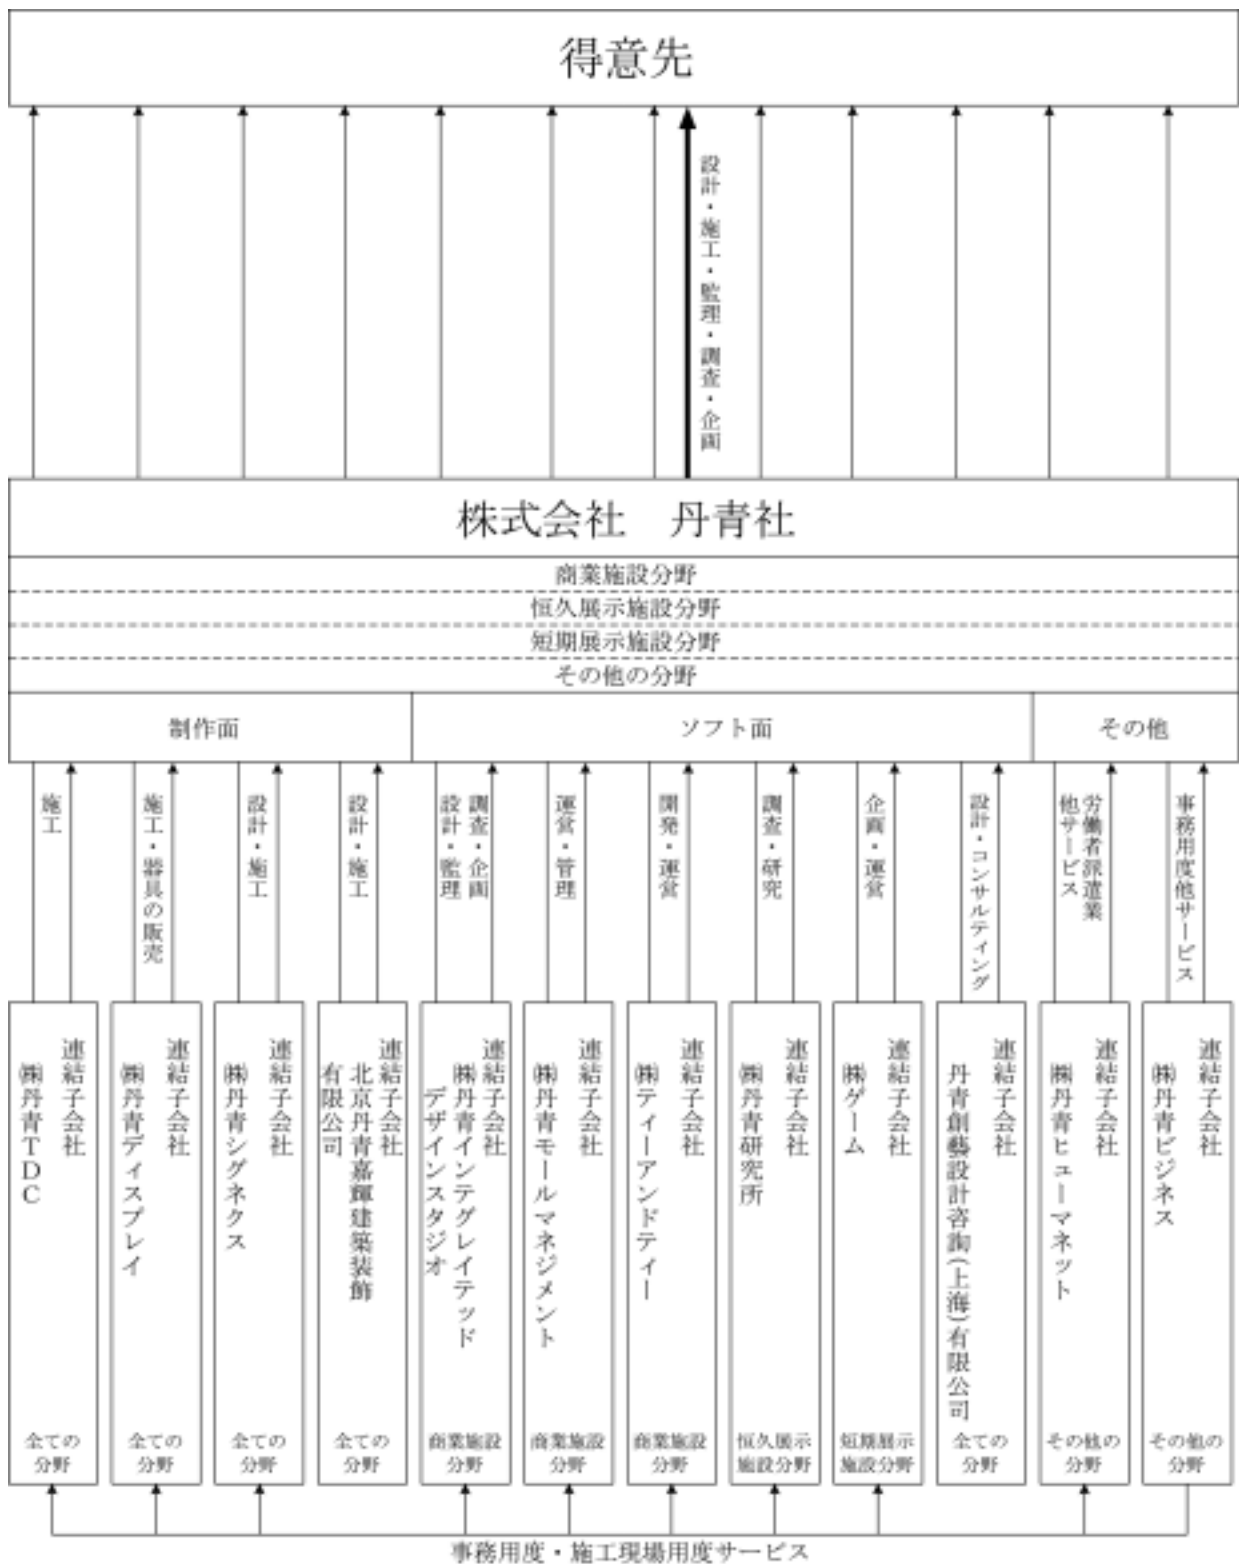 得意先
設計・施工・監理・調査・企画
株式会社　丹青社
商業施設分野
恒久展示施設分野
短期展示施設分野
その他の分野
制作面
ソフト面
その他
施工
施工・器具の販売
設計・施工
設計・施工
調査・企画
設計・監理
運営・管理
開発・運営
調査・研究
企画・運営
設計・コンサルティング
労働者派遣業
他サービス
事務用度他サービス
連結子会社
㈱丹青TDC
全ての
分野
連結子会社
㈱丹青ディスプレイ
全ての
分野
連結子会社
㈱丹青シグネクス
全ての
分野
連結子会社
北京丹青嘉輝建築装飾
有限公司
全ての
分野
連結子会社
㈱丹青インテグレイテッド
デザインスタジオ
商業施設
分野
連結子会社
㈱丹青モールマネジメント
商業施設
分野
連結子会社
㈱ティーアンドティー
商業施設
分野
連結子会社
㈱丹青研究所
恒久展示
施設分野
連結子会社
㈱ゲーム
短期展示
施設分野
連結子会社
丹青創藝設計咨詢(上海)有限公司
全ての
分野
連結子会社
㈱丹青ヒューマネット
その他の
分野
連結子会社
㈱丹青ビジネス
その他の
分野
事務用度・施工現場用度サービス